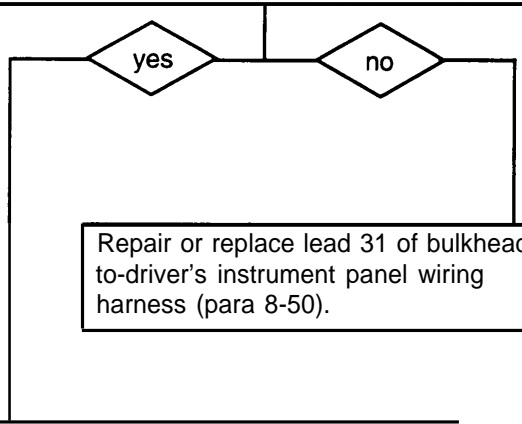 yes
no
Repair or replace lead 31 of bulkhead
to-driver's instrument panel wiring
harness (para 8-50).